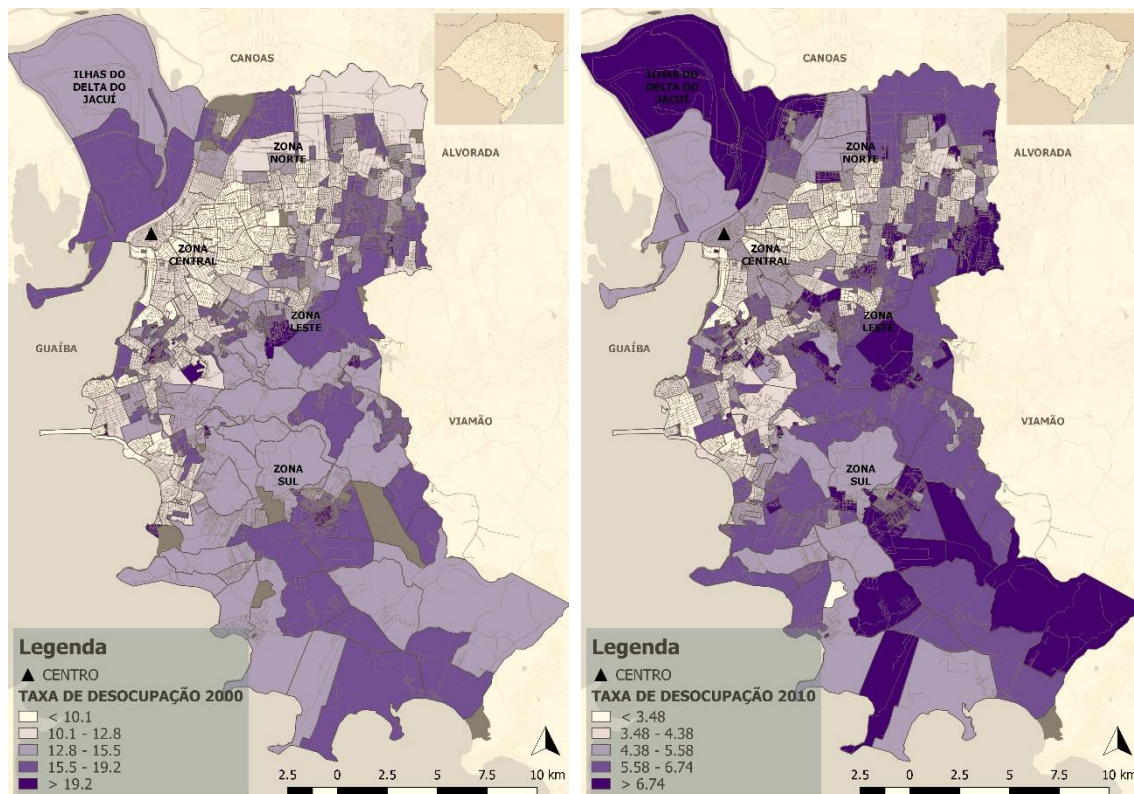 CANOAS
ILHAS DO
DELTA DO
JACUÍ
ZONA
NORTE
ALVORADA
ZONA
CENTRAL
ZONA
LESTE
GUAÍBA
VIAMÃO
ZONA
SUL
Legenda
CENTRO
TAXA DE DESOCUPAÇÃO 2000
< 10.1
10.1 - 12.8
12.8 - 15.5
15.5 - 19.2
> 19.2
2.5 0 2.5 5 7.5 10 km
CANOAS
ILHAS DO
DELTA DO
JACUÍ
ZONA
NORTE
ALVORADA
ZONA
CENTRAL
ZONA
LESTE
GUAÍBA
VIAMÃO
ZONA
SUL
Legenda
CENTRO
TAXA DE DESOCUPAÇÃO 2010
< 3.48
3.48 - 4.38
4.38 - 5.58
5.58 - 6.74
> 6.74
2.5 0 2.5 5 7.5 10 km